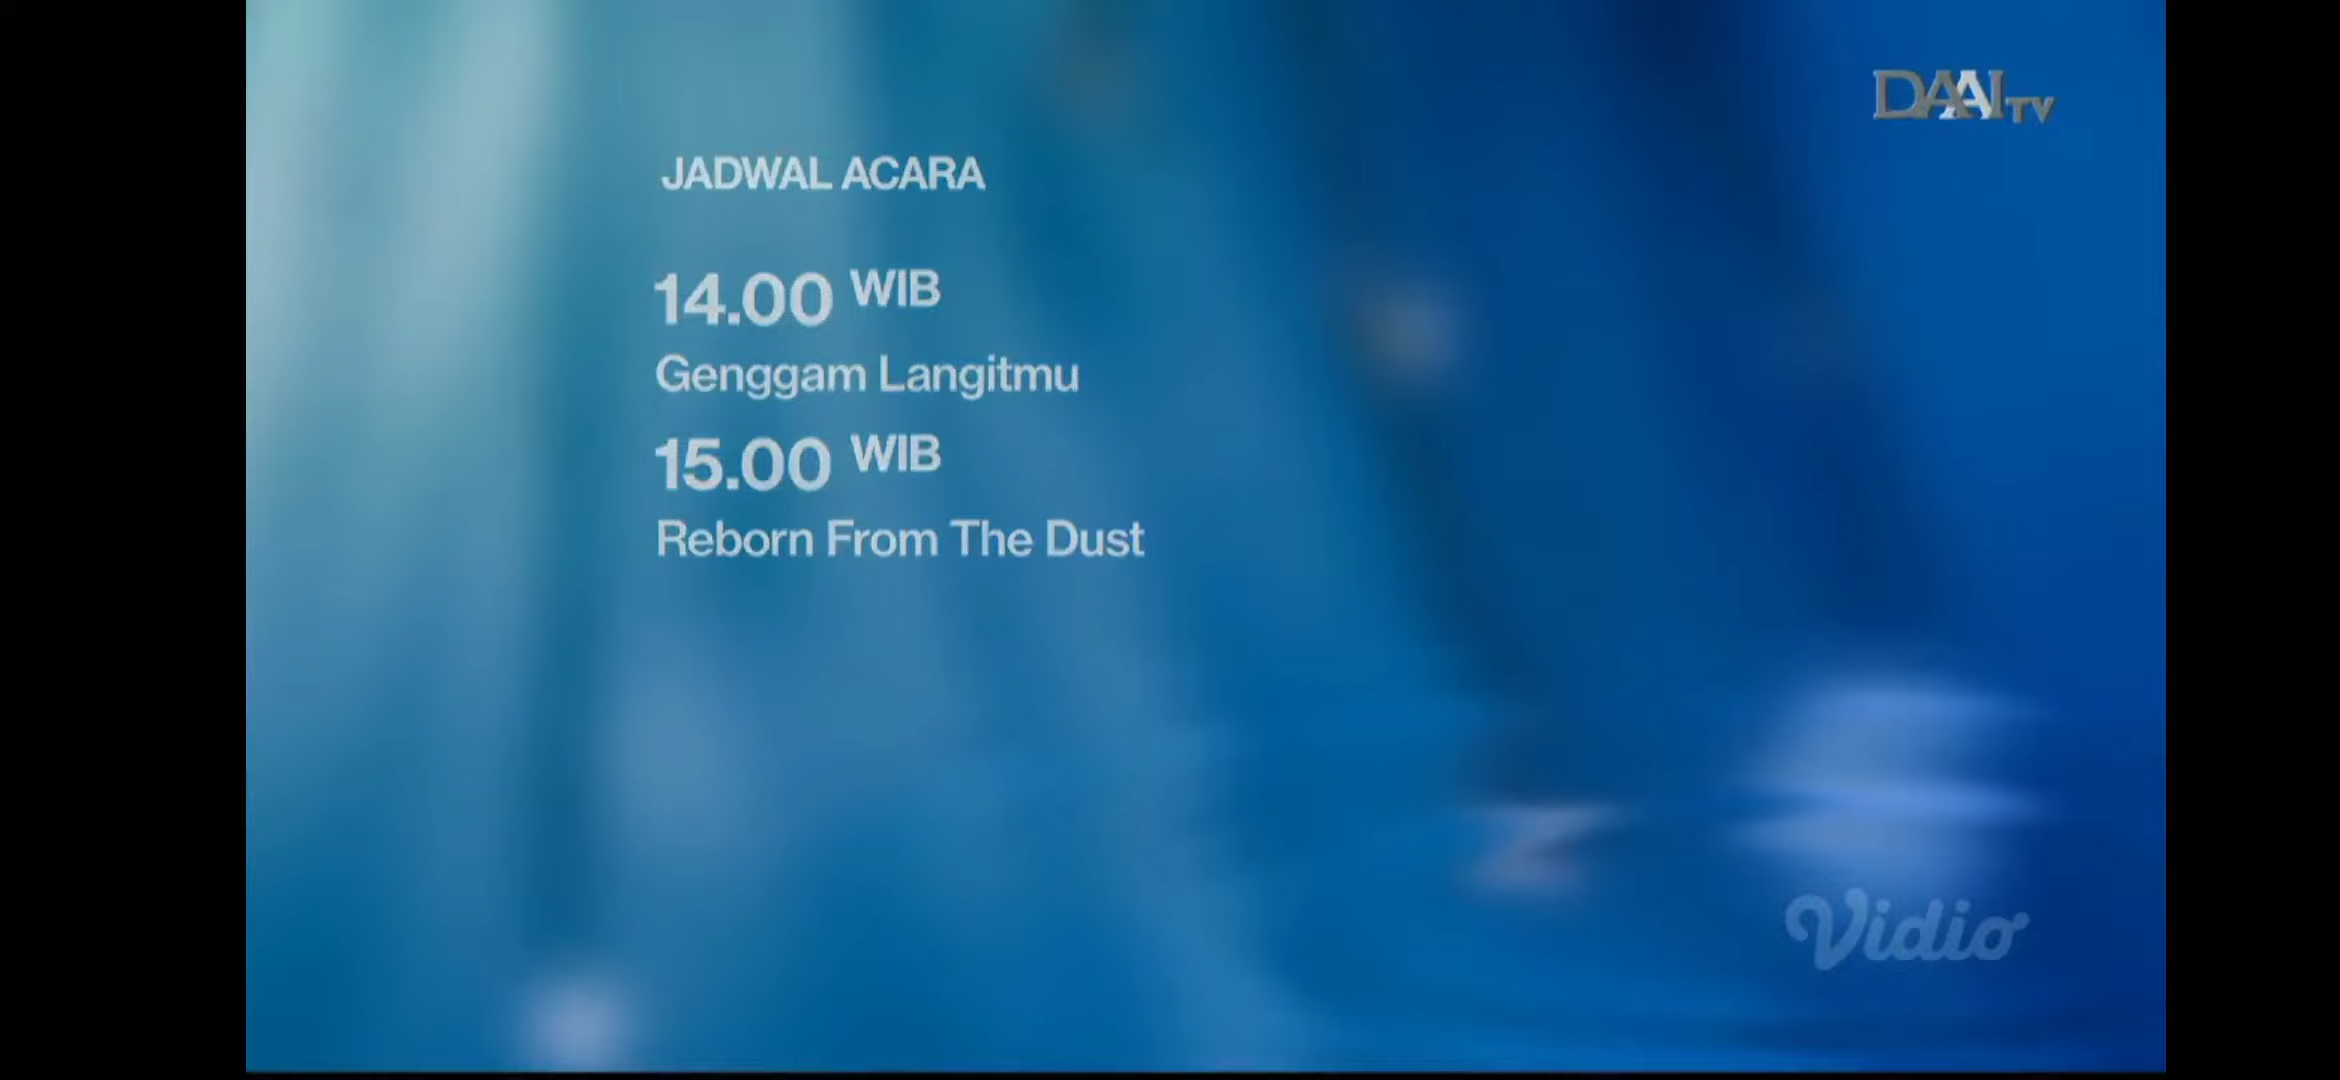 DAAI TV
JADWAL ACARA
14.00 WIB
Genggam Langitmu
15.00 WIB
Reborn From The Dust
Vidio